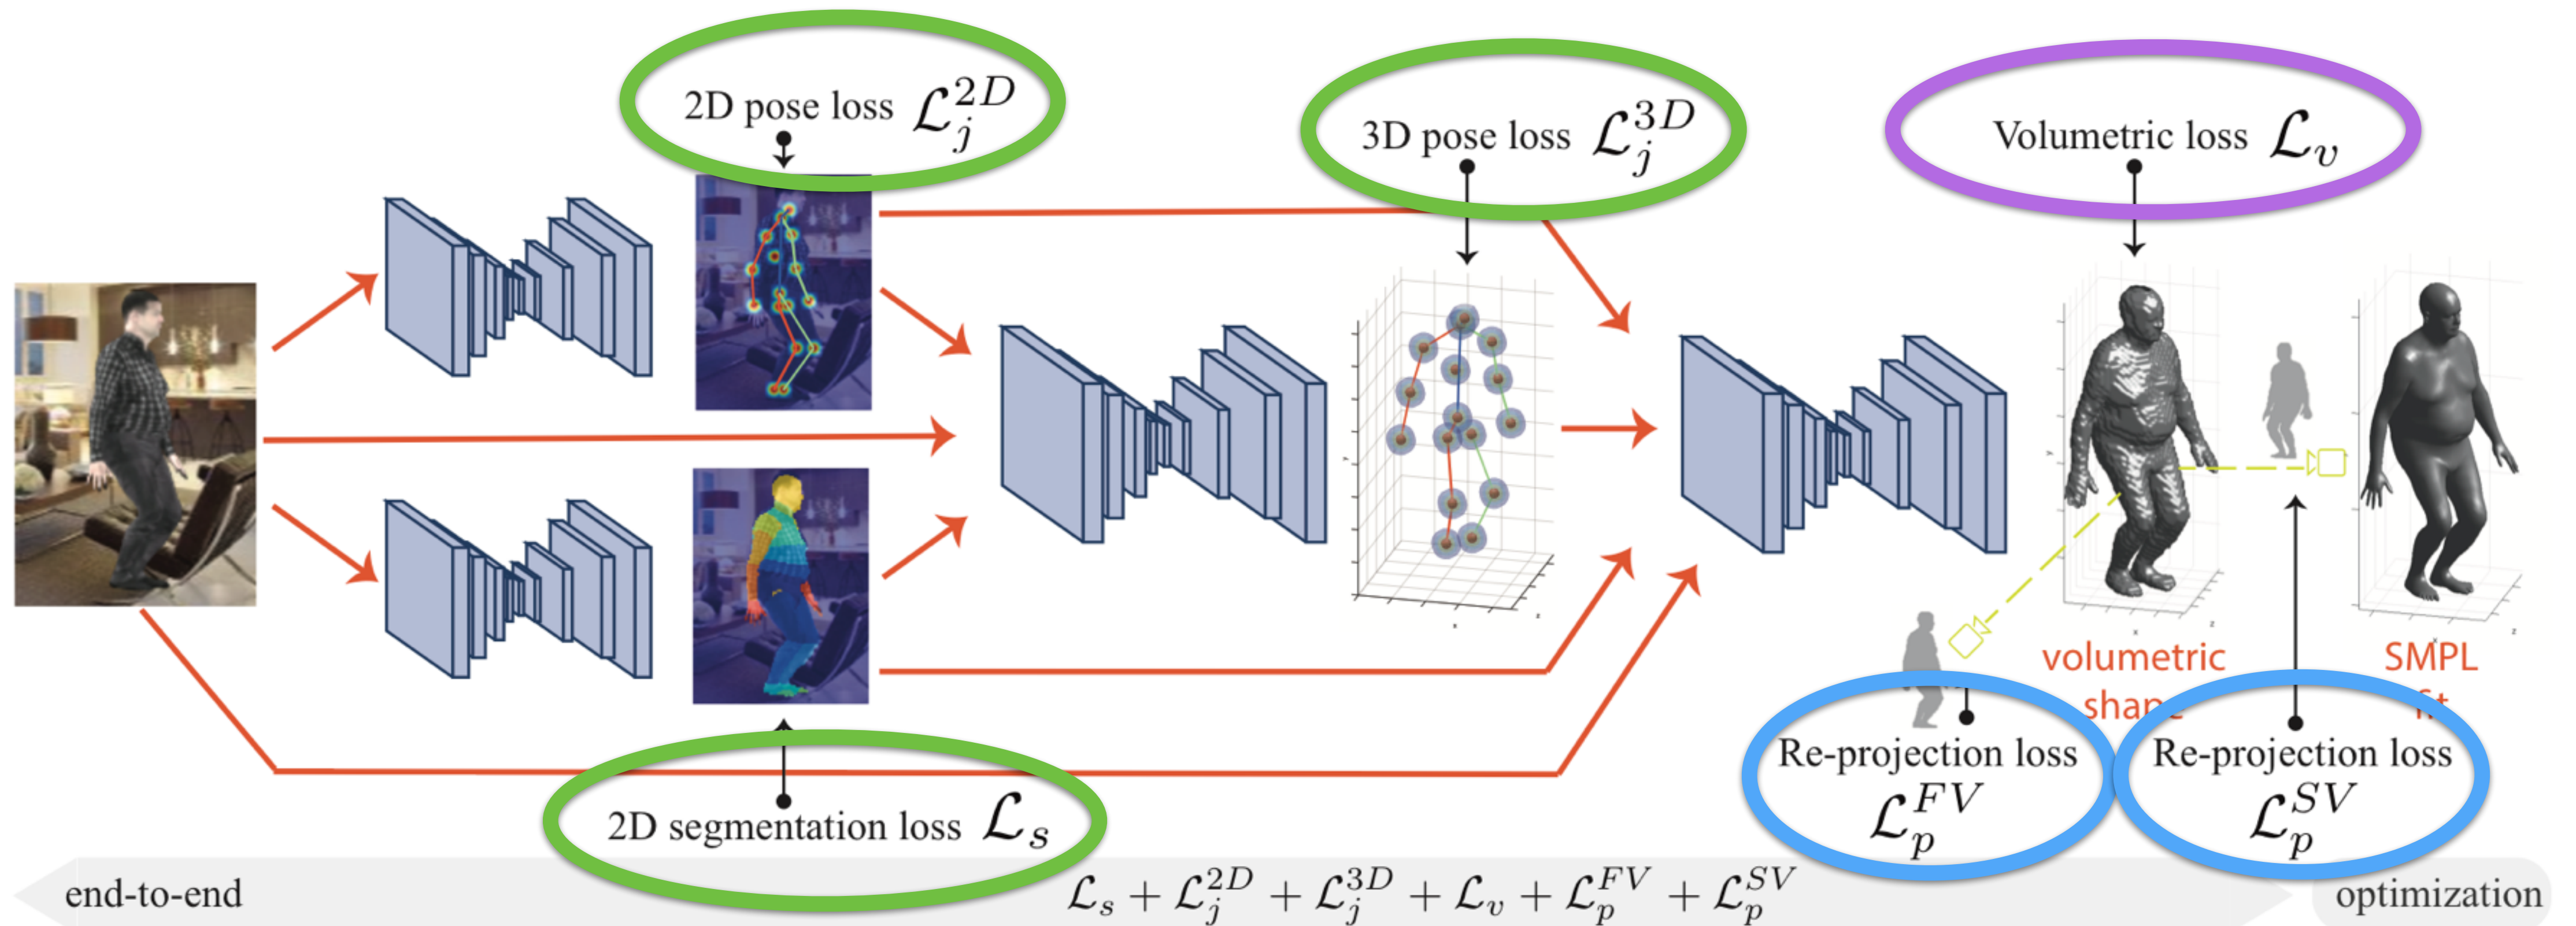 2D pose loss $\mathcal{L}_j^{2D}$
3D pose loss $\mathcal{L}_j^{3D}$
Volumetric loss $\mathcal{L}_v$
volumetric
shape
SMPL
fit
2D segmentation loss $\mathcal{L}_s$
Re-projection loss
$\mathcal{L}_p^{FV}$
Re-projection loss
$\mathcal{L}_p^{SV}$
end-to-end
$\mathcal{L}_s + \mathcal{L}_j^{2D} + \mathcal{L}_j^{3D} + \mathcal{L}_v + \mathcal{L}_p^{FV} + \mathcal{L}_p^{SV}$
optimization